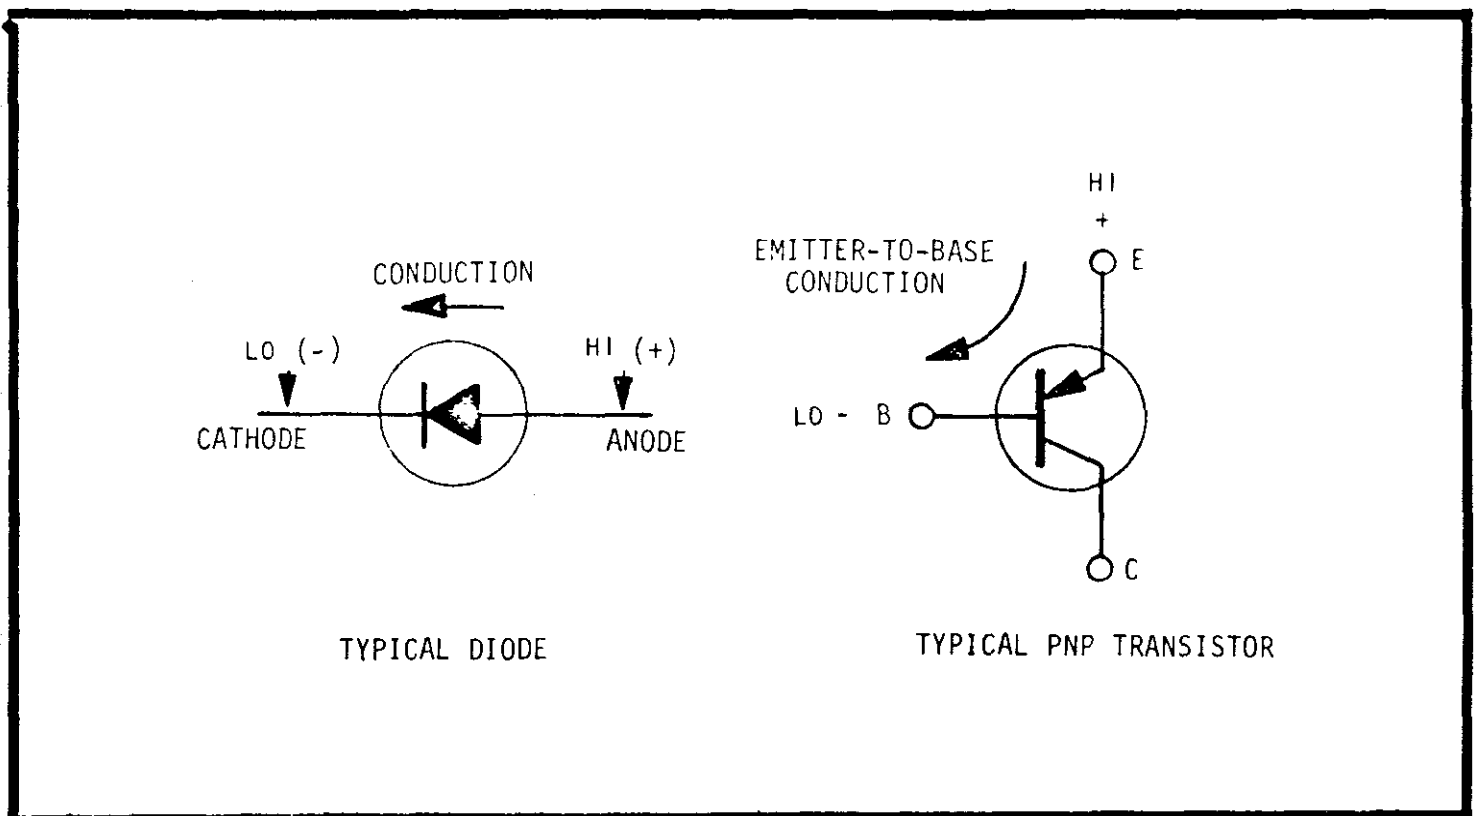 CONDUCTION
LO (-)
HI (+)
CATHODE
ANODE
TYPICAL DIODE
HI
+
EMITTER-TO-BASE
CONDUCTION
E
LO - B
C
TYPICAL PNP TRANSISTOR